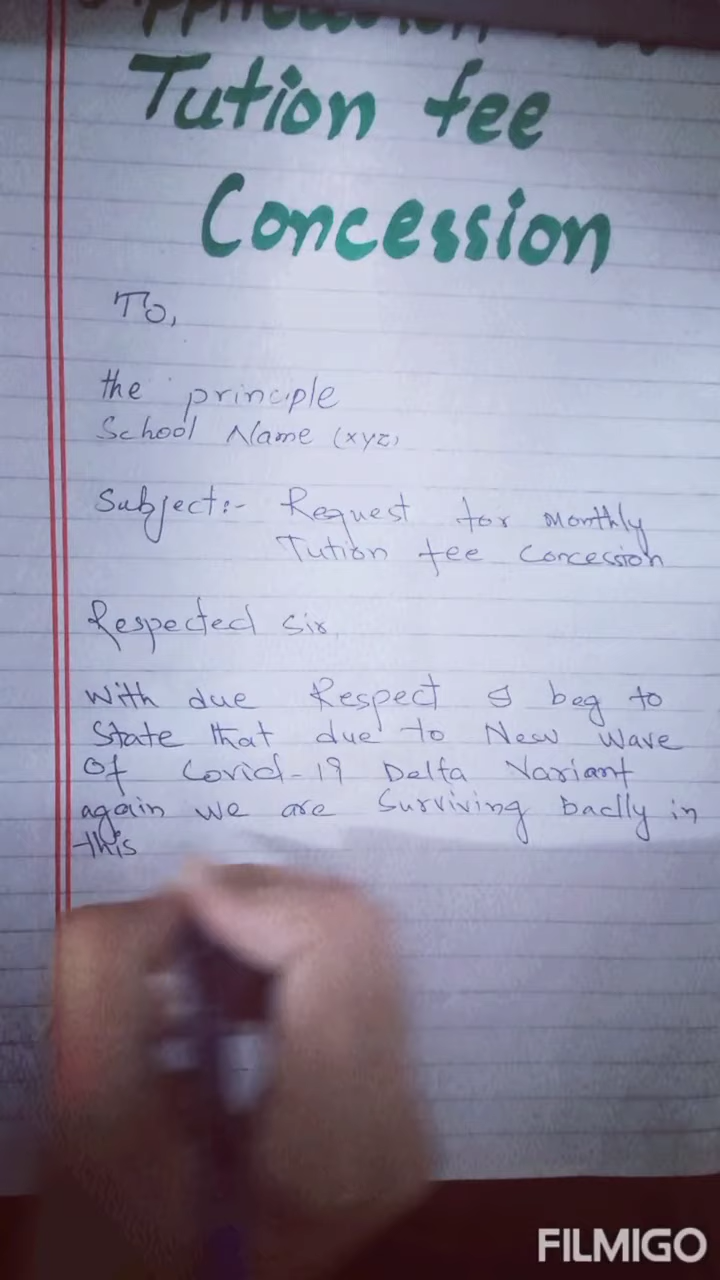 Tution fee
Concession
To,
the principle
School Name (xyz)
Subject:- Request for Monthly
Tution fee Concession
Respected Sir,
With due Respect I beg to
State that due to New Wave
Of Covid-19 Delta Variant
again we are Surviving badly in
this
FILMIGO